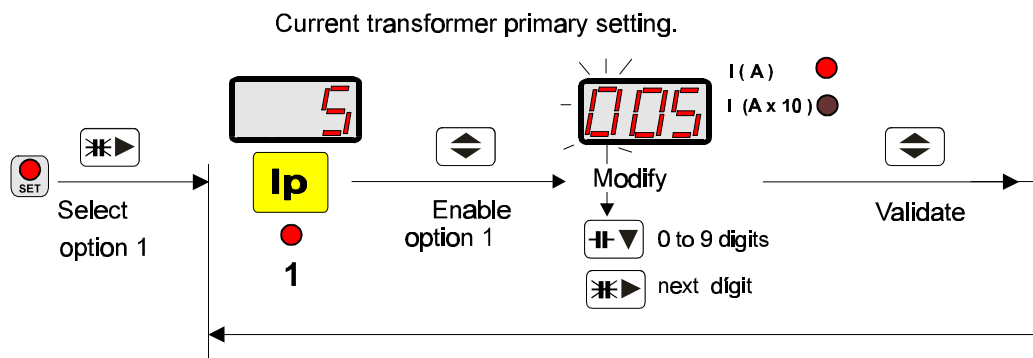 Current transformer primary setting.
I ( A )
I (A x 10 )
5
005
SET
Ip
Select
option 1
Enable
option 1
Modify
Validate
0 to 9 digits
1
next dígit